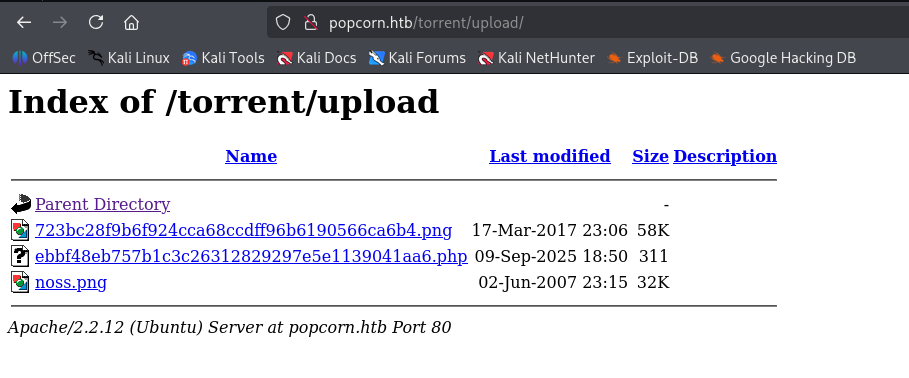 popcorn.htb/torrent/upload/
OffSec Kali Linux Kali Tools Kali Docs Kali Forums Kali NetHunter Exploit-DB Google Hacking DB
Index of /torrent/upload
Name Last modified Size Description
Parent Directory -
723bc28f9b6f924cca68ccdff96b6190566ca6b4.png 17-Mar-2017 23:06 58K
ebbf48eb757b1c3c26312829297e5e1139041aa6.php 09-Sep-2025 18:50 311
noss.png 02-Jun-2007 23:15 32K
Apache/2.2.12 (Ubuntu) Server at popcorn.htb Port 80